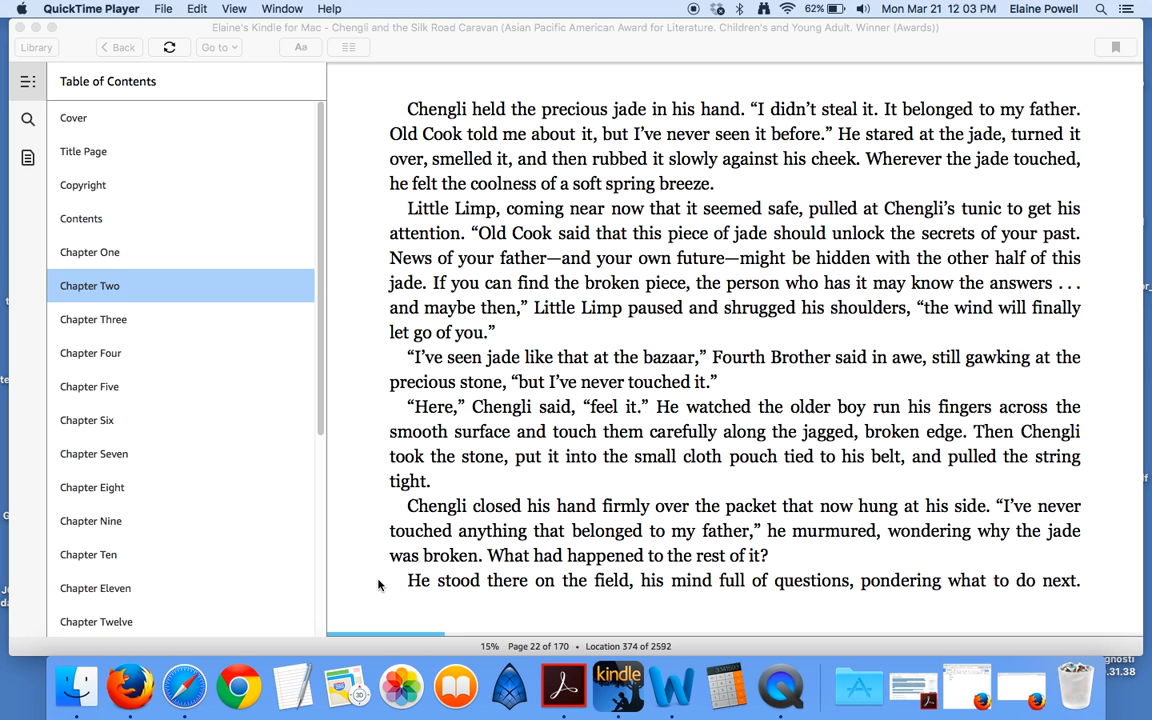 QuickTime Player File Edit View Window Help 62% Mon Mar 21 12 03 PM Elaine Powell
Elaine's Kindle for Mac - Chengli and the Silk Road Caravan (Asian Pacific American Award for Literature. Children's and Young Adult. Winner (Awards))
Library < Back Go to Aa
Table of Contents
Cover
Title Page
Copyright
Contents
Chapter One
Chapter Two
Chapter Three
Chapter Four
Chapter Five
Chapter Six
Chapter Seven
Chapter Eight
Chapter Nine
Chapter Ten
Chapter Eleven
Chapter Twelve
Chengli held the precious jade in his hand. “I didn’t steal it. It belonged to my father.
Old Cook told me about it, but I’ve never seen it before.” He stared at the jade, turned it
over, smelled it, and then rubbed it slowly against his cheek. Wherever the jade touched,
he felt the coolness of a soft spring breeze.
Little Limp, coming near now that it seemed safe, pulled at Chengli’s tunic to get his
attention. “Old Cook said that this piece of jade should unlock the secrets of your past.
News of your father—and your own future—might be hidden with the other half of this
jade. If you can find the broken piece, the person who has it may know the answers . . .
and maybe then,” Little Limp paused and shrugged his shoulders, “the wind will finally
let go of you.”
“I’ve seen jade like that at the bazaar,” Fourth Brother said in awe, still gawking at the
precious stone, “but I’ve never touched it.”
“Here,” Chengli said, “feel it.” He watched the older boy run his fingers across the
smooth surface and touch them carefully along the jagged, broken edge. Then Chengli
took the stone, put it into the small cloth pouch tied to his belt, and pulled the string
tight.
Chengli closed his hand firmly over the packet that now hung at his side. “I’ve never
touched anything that belonged to my father,” he murmured, wondering why the jade
was broken. What had happened to the rest of it?
He stood there on the field, his mind full of questions, pondering what to do next.
15% Page 22 of 170 • Location 374 of 2592
kindle
gnosti
.31.38